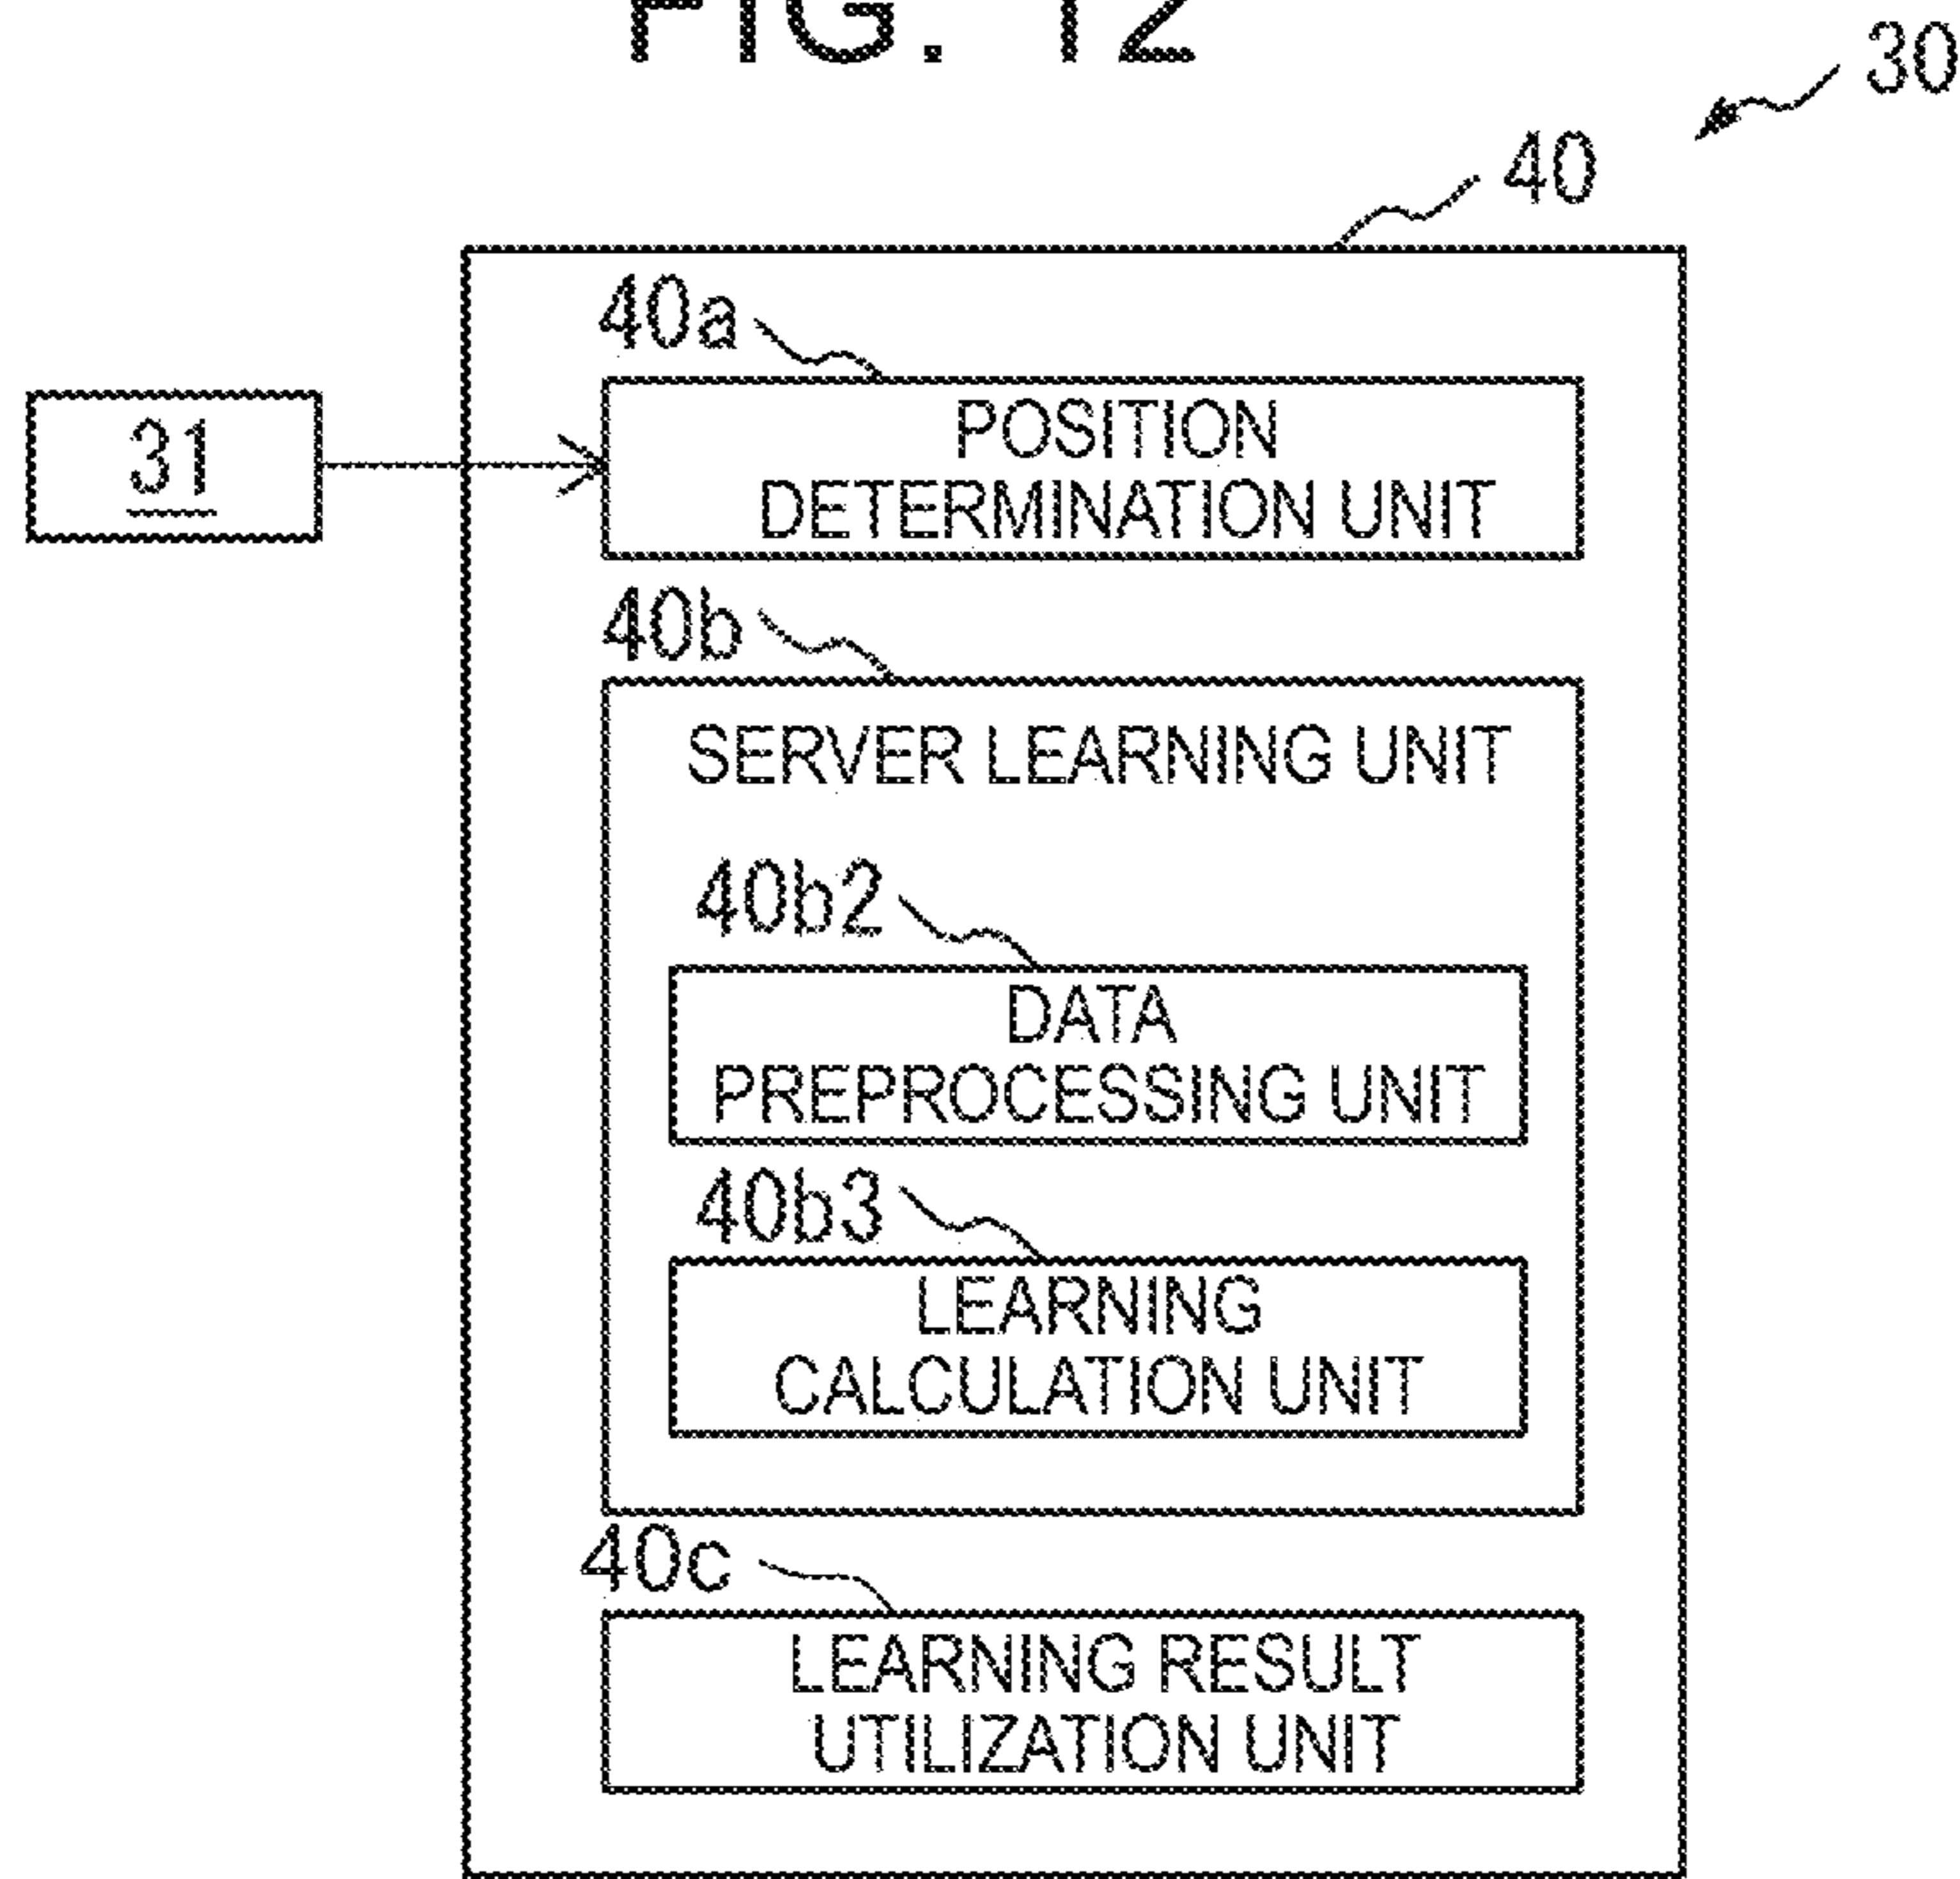 FIG. 12
30
40
40a
31
POSITION
DETERMINATION UNIT
40b
SERVER LEARNING UNIT
40b2
DATA
PREPROCESSING UNIT
40b3
LEARNING
CALCULATION UNIT
40c
LEARNING RESULT
UTILIZATION UNIT